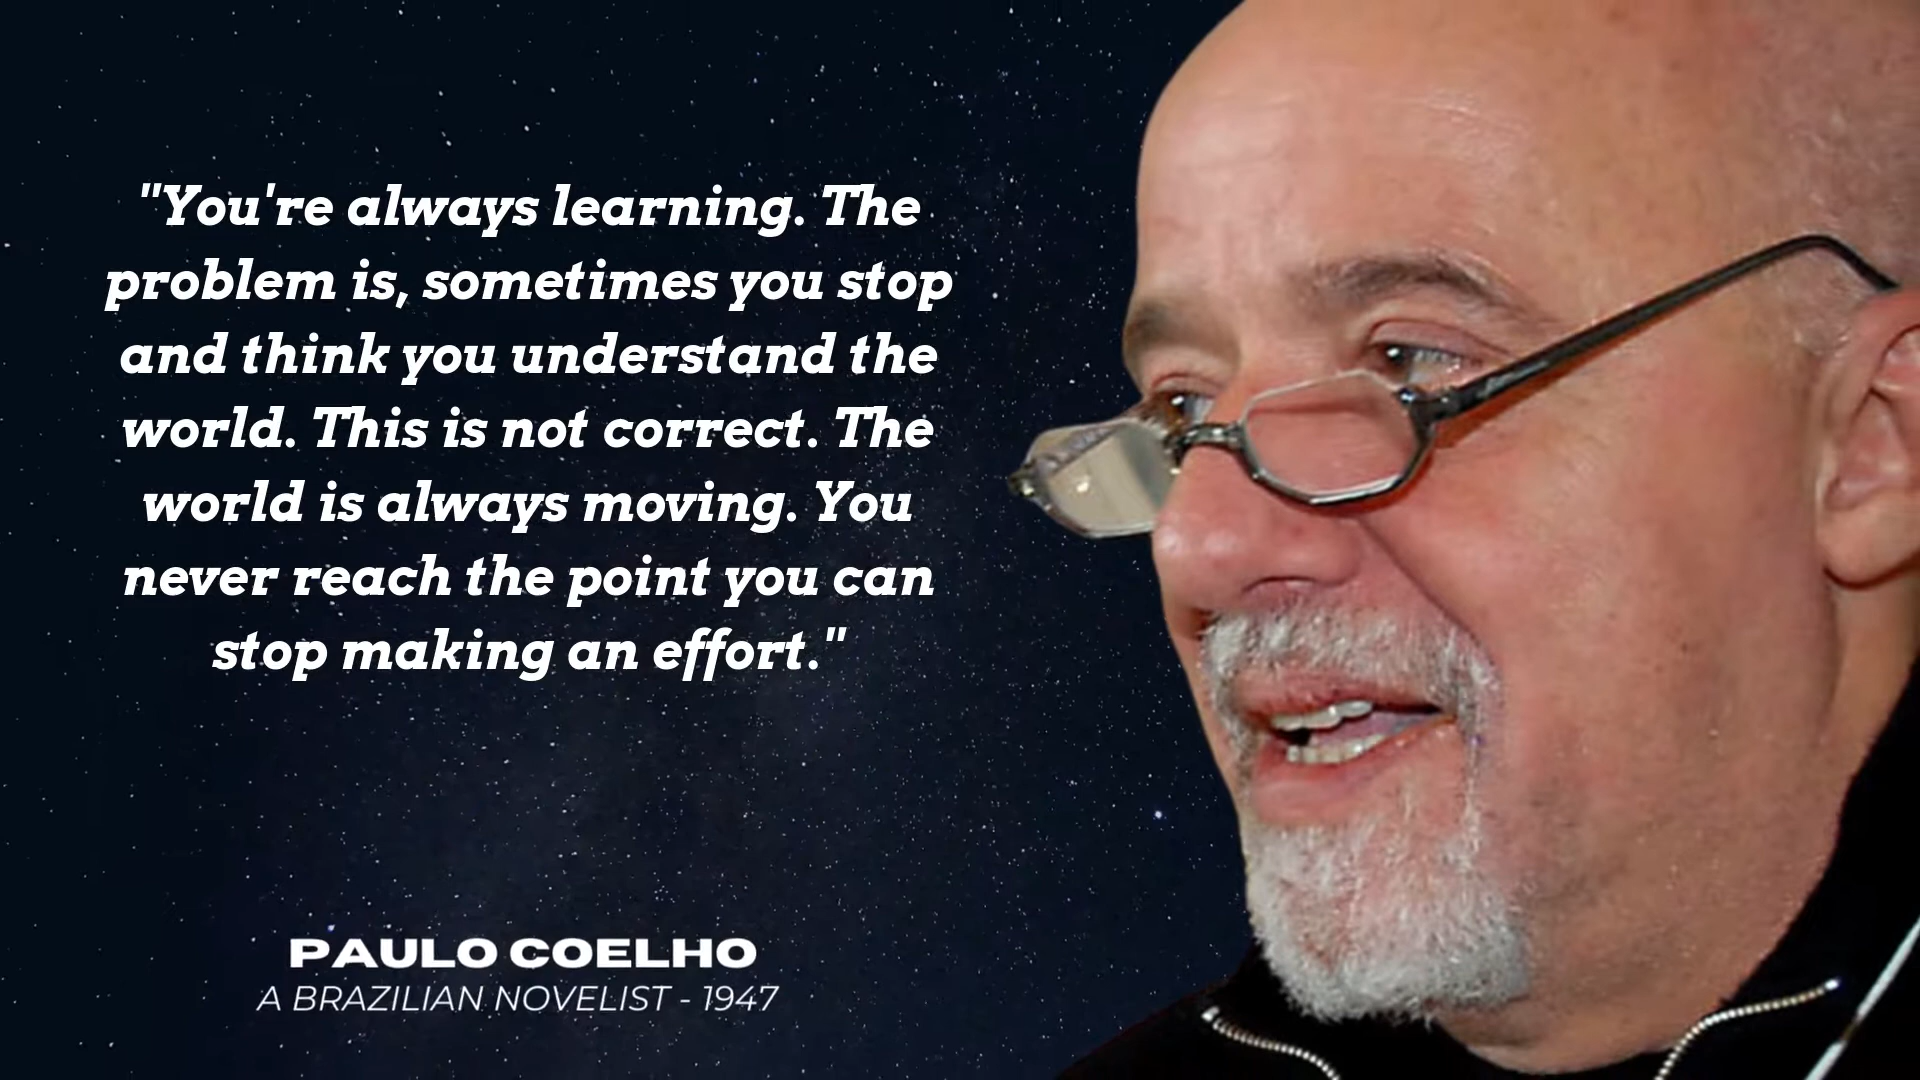 "You're always learning. The
problem is, sometimes you stop
and think you understand the
world. This is not correct. The
world is always moving. You
never reach the point you can
stop making an effort."
PAULO COELHO
A BRAZILIAN NOVELIST - 1947